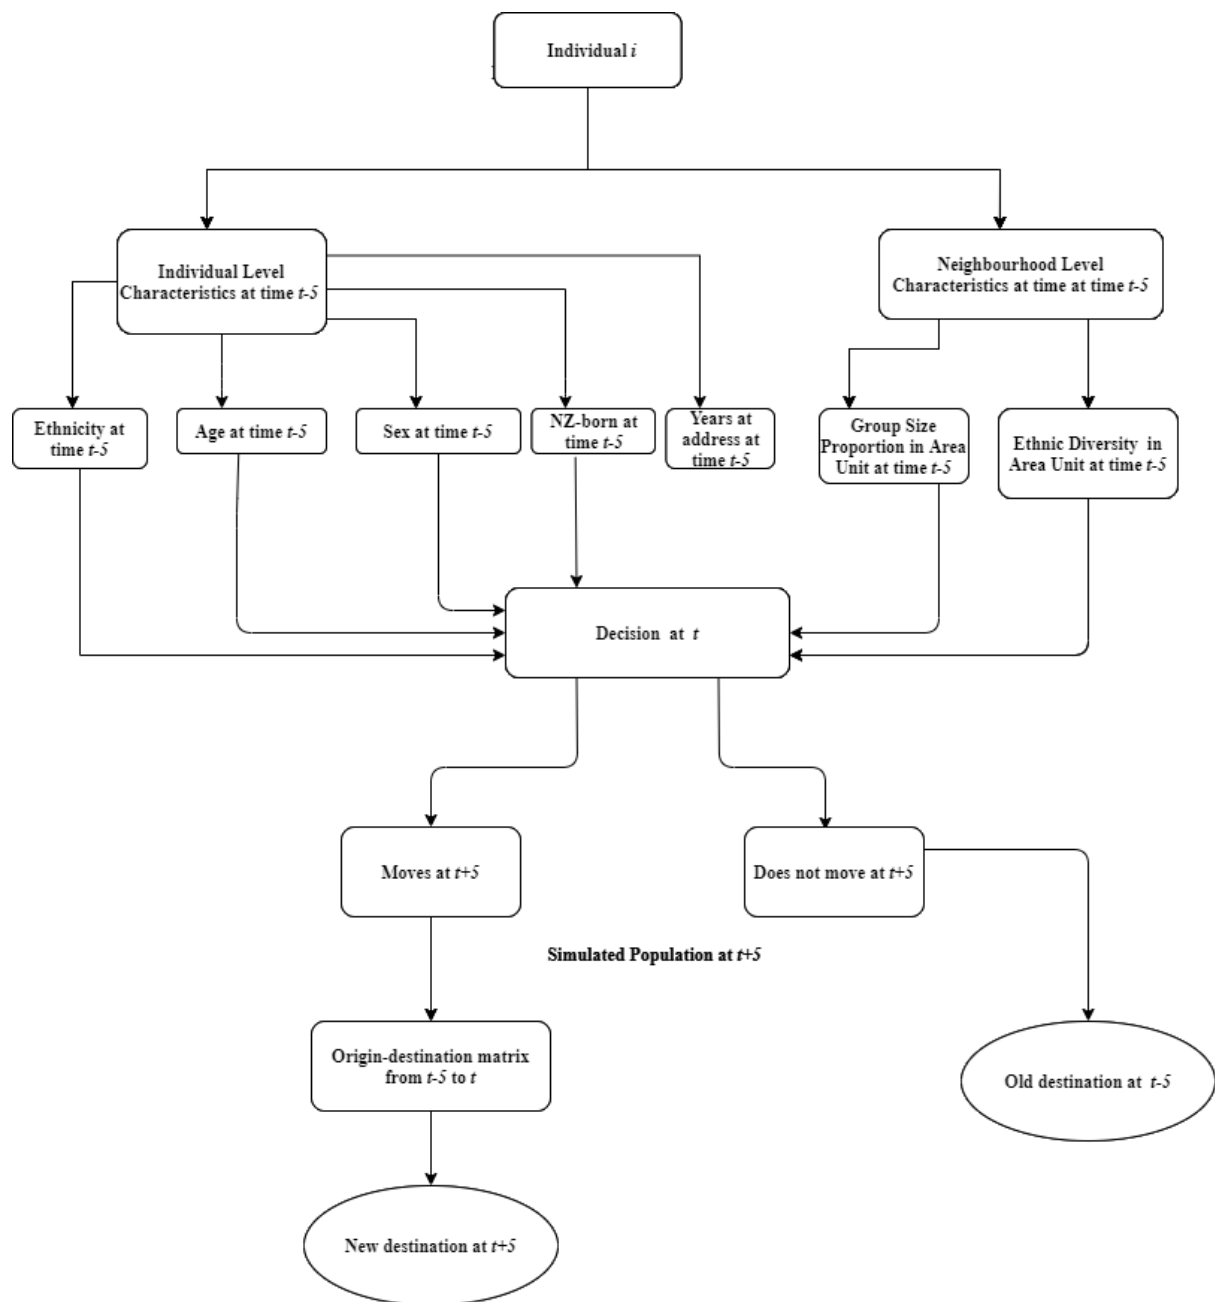 Individual i
Individual Level
Characteristics at time t-5
Neighbourhood Level
Characteristics at time at time t-5
Ethnicity at
time t-5
Age at time t-5
Sex at time t-5
NZ-born at
time t-5
Years at
address at
time t-5
Group Size
Proportion in Area
Unit at time t-5
Ethnic Diversity in
Area Unit at time t-5
Decision at t
Moves at t+5
Does not move at t+5
Simulated Population at t+5
Origin-destination matrix
from t-5 to t
Old destination at t-5
New destination at t+5